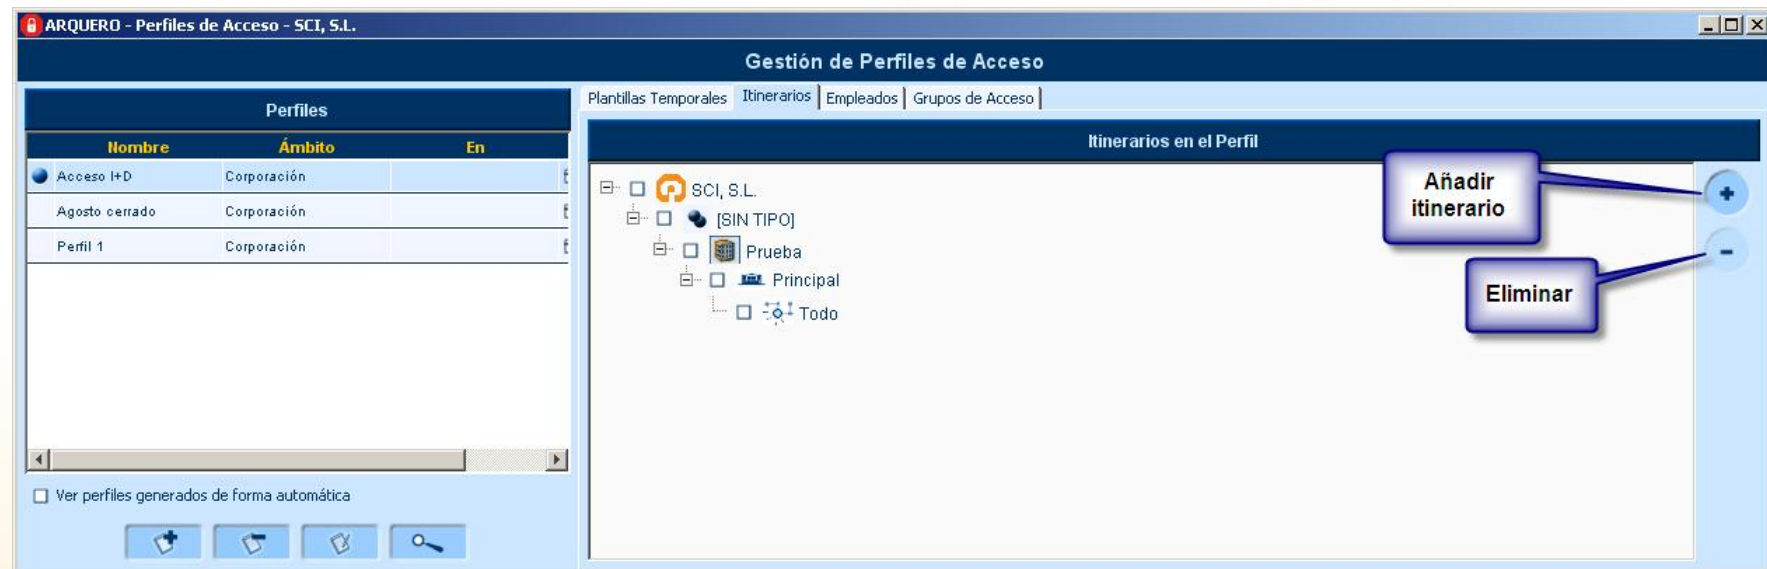 ARQUERO - Perfiles de Acceso - SCI, S.L.
Gestión de Perfiles de Acceso
Perfiles
Nombre Ámbito En
Acceso I+D Corporación
Agosto cerrado Corporación
Perfil 1 Corporación
Ver perfiles generados de forma automática
Plantillas Temporales Itinerarios Empleados Grupos de Acceso
Itinerarios en el Perfil
SCI, S.L.
[SIN TIPO]
Prueba
Principal
Todo
Añadir
itinerario
Eliminar